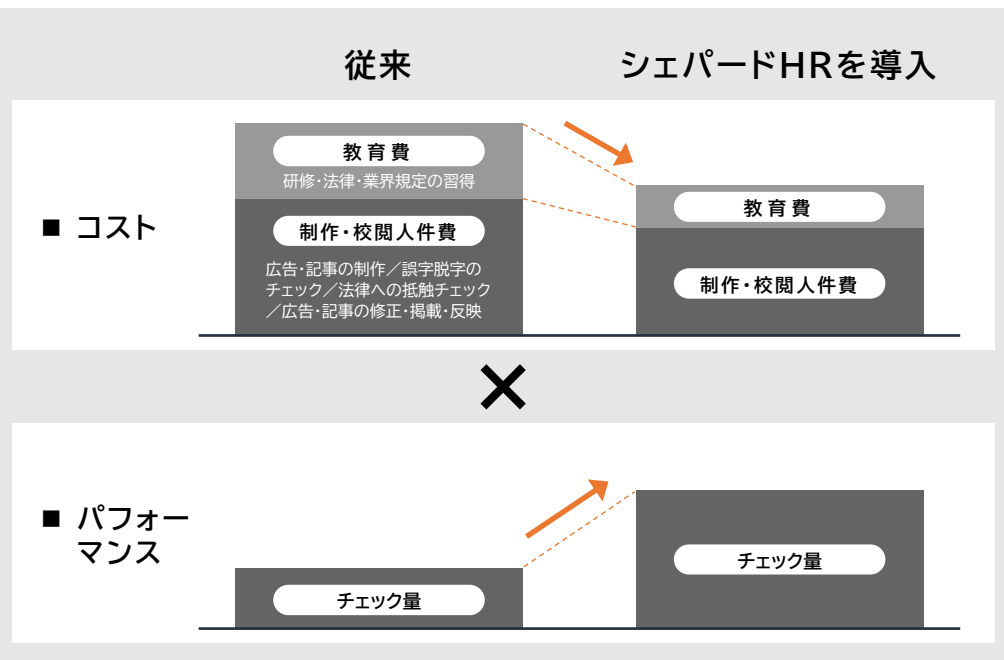 従来
シェパードHRを導入
■ コスト
教育費
研修・法律・業界規定の習得
制作・校閲人件費
広告・記事の制作／誤字脱字の
チェック／法律への抵触チェック
／広告・記事の修正・掲載・反映
教育費
制作・校閲人件費
×
■ パフォー
マンス
チェック量
チェック量